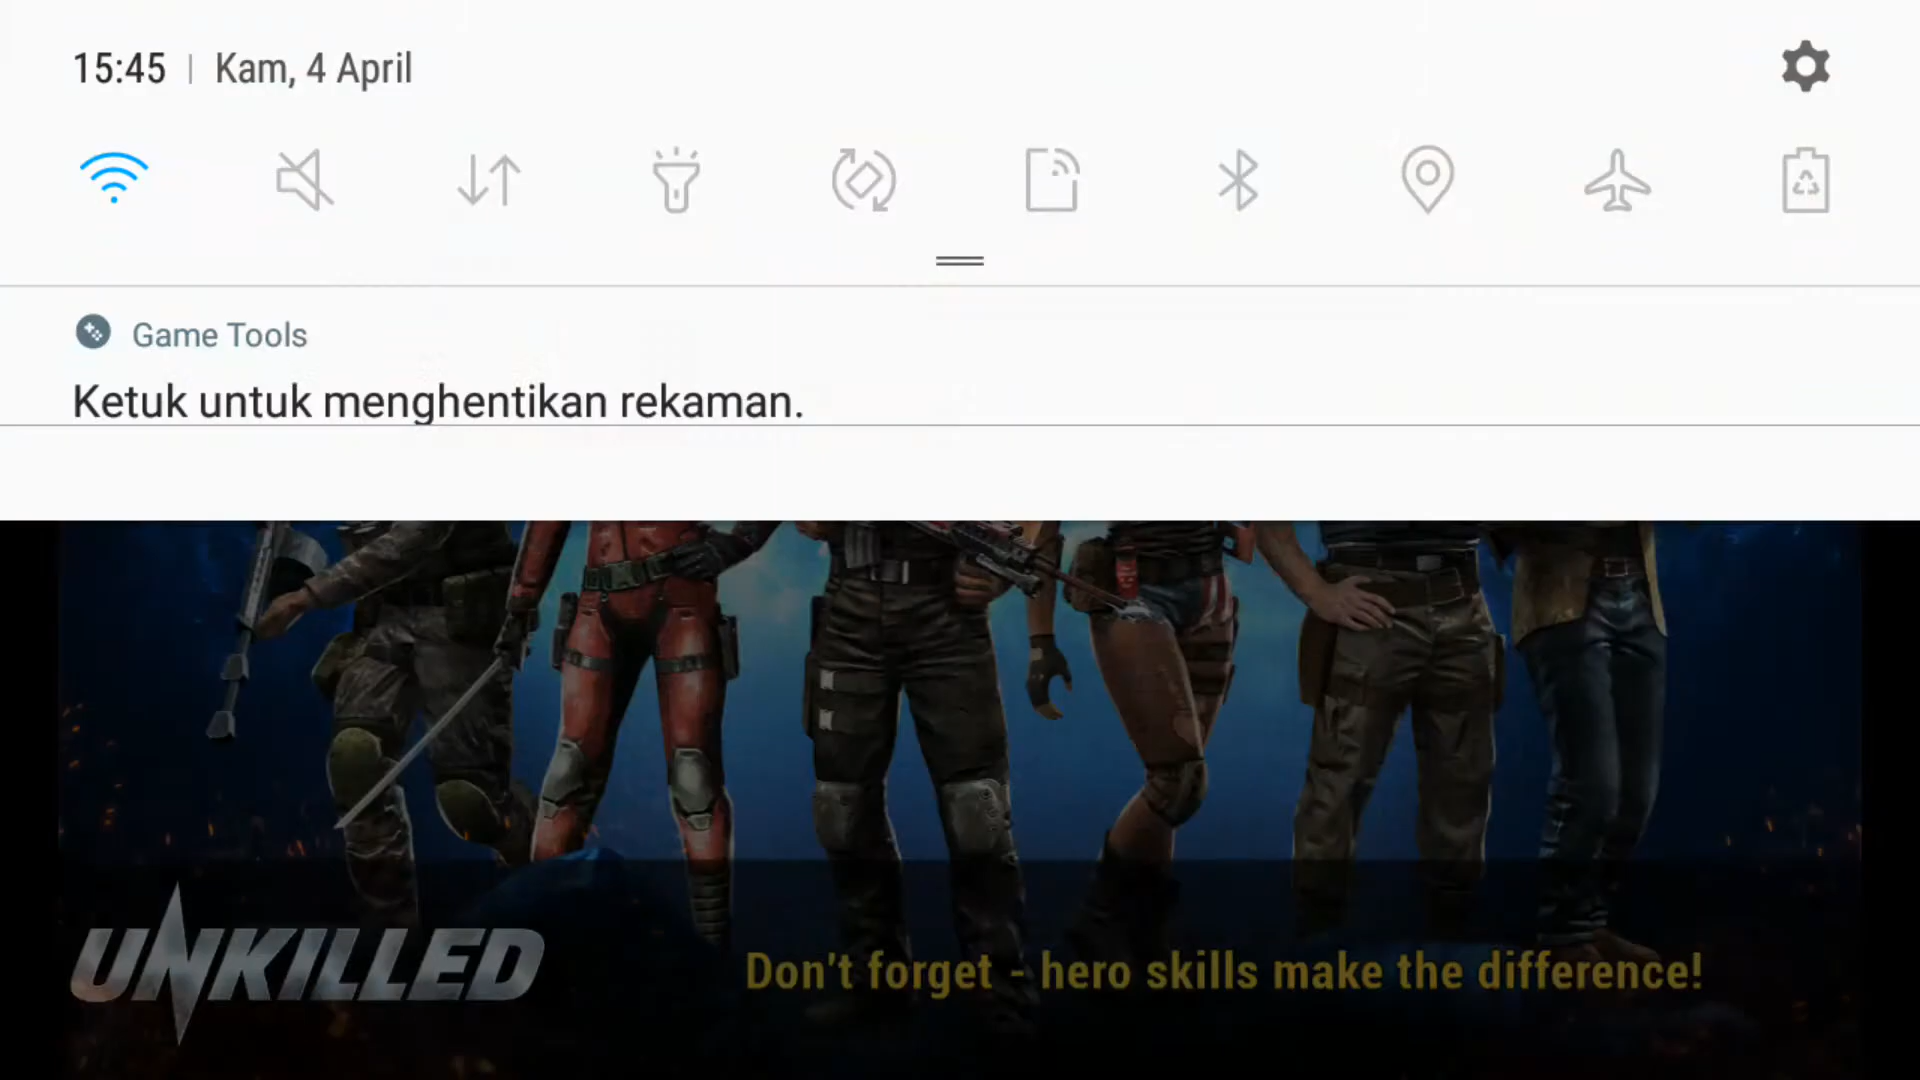 15:45 | Kam, 4 April
Game Tools
Ketuk untuk menghentikan rekaman.
UNKILLED
Don't forget - hero skills make the difference!